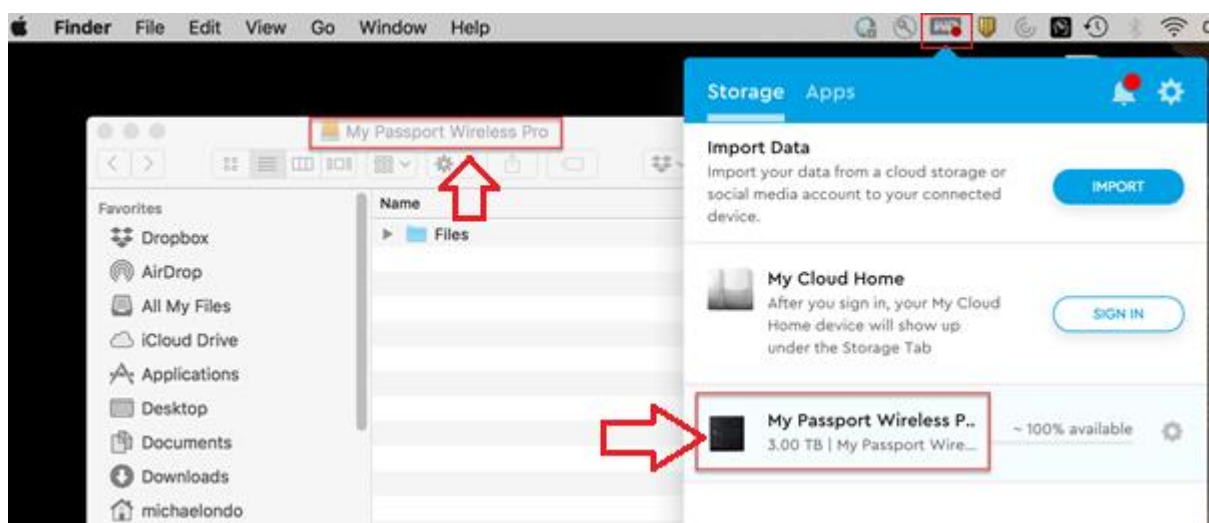 Finder File Edit View Go Window Help
My Passport Wireless Pro
Favorites
Dropbox
AirDrop
All My Files
iCloud Drive
Applications
Desktop
Documents
Downloads
michaelondo
Name
Files
Storage Apps
Import Data
Import your data from a cloud storage or
social media account to your connected
device.
IMPORT
My Cloud Home
After you sign in, your My Cloud
Home device will show up
under the Storage Tab
SIGN IN
My Passport Wireless P..
3.00 TB | My Passport Wire...
~ 100% available